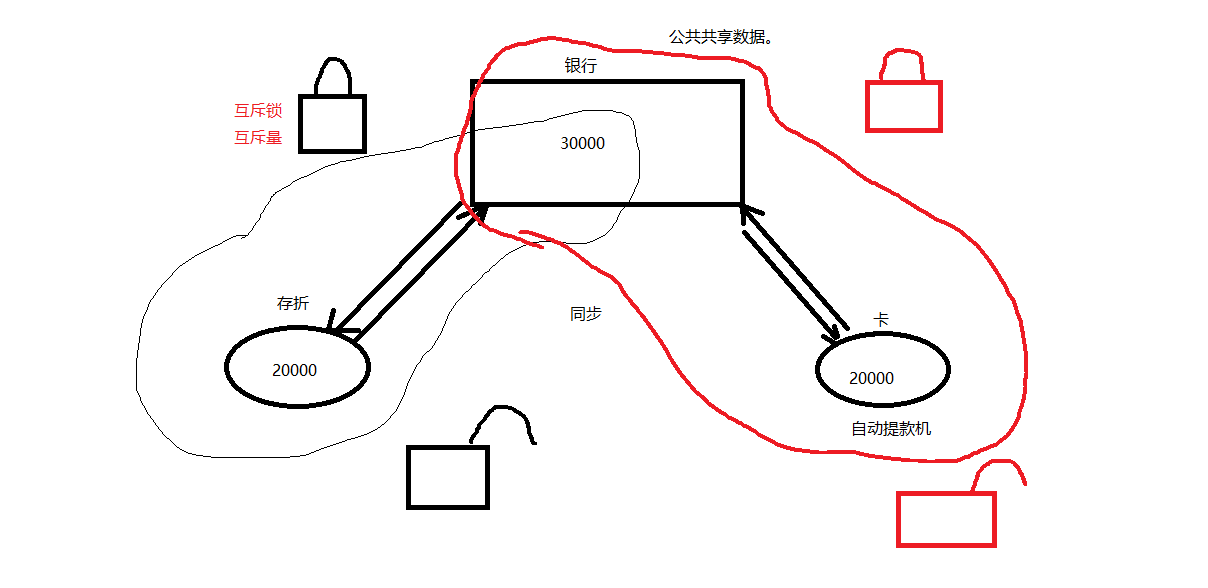 公共共享数据。
银行
互斥锁
互斥量
30000
存折
同步
卡
20000
20000
自动提款机